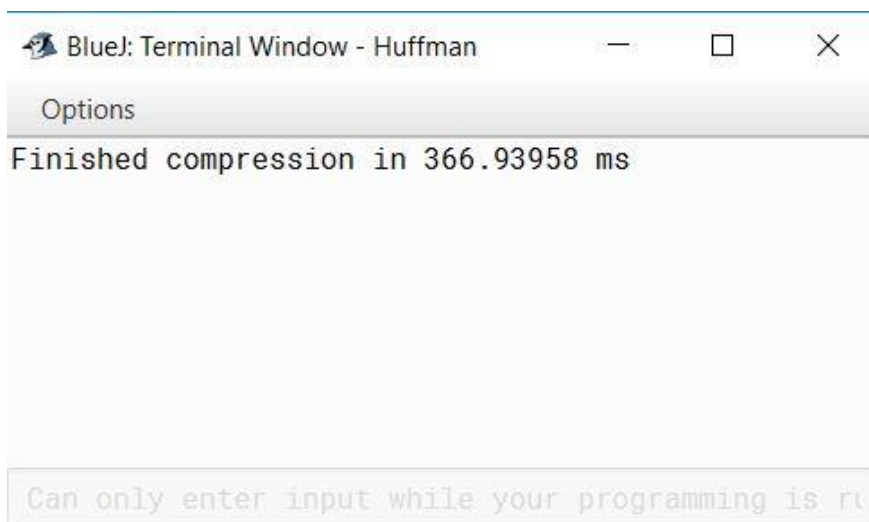 BlueJ: Terminal Window - Huffman
Options
Finished compression in 366.93958 ms
Can only enter input while your programming is